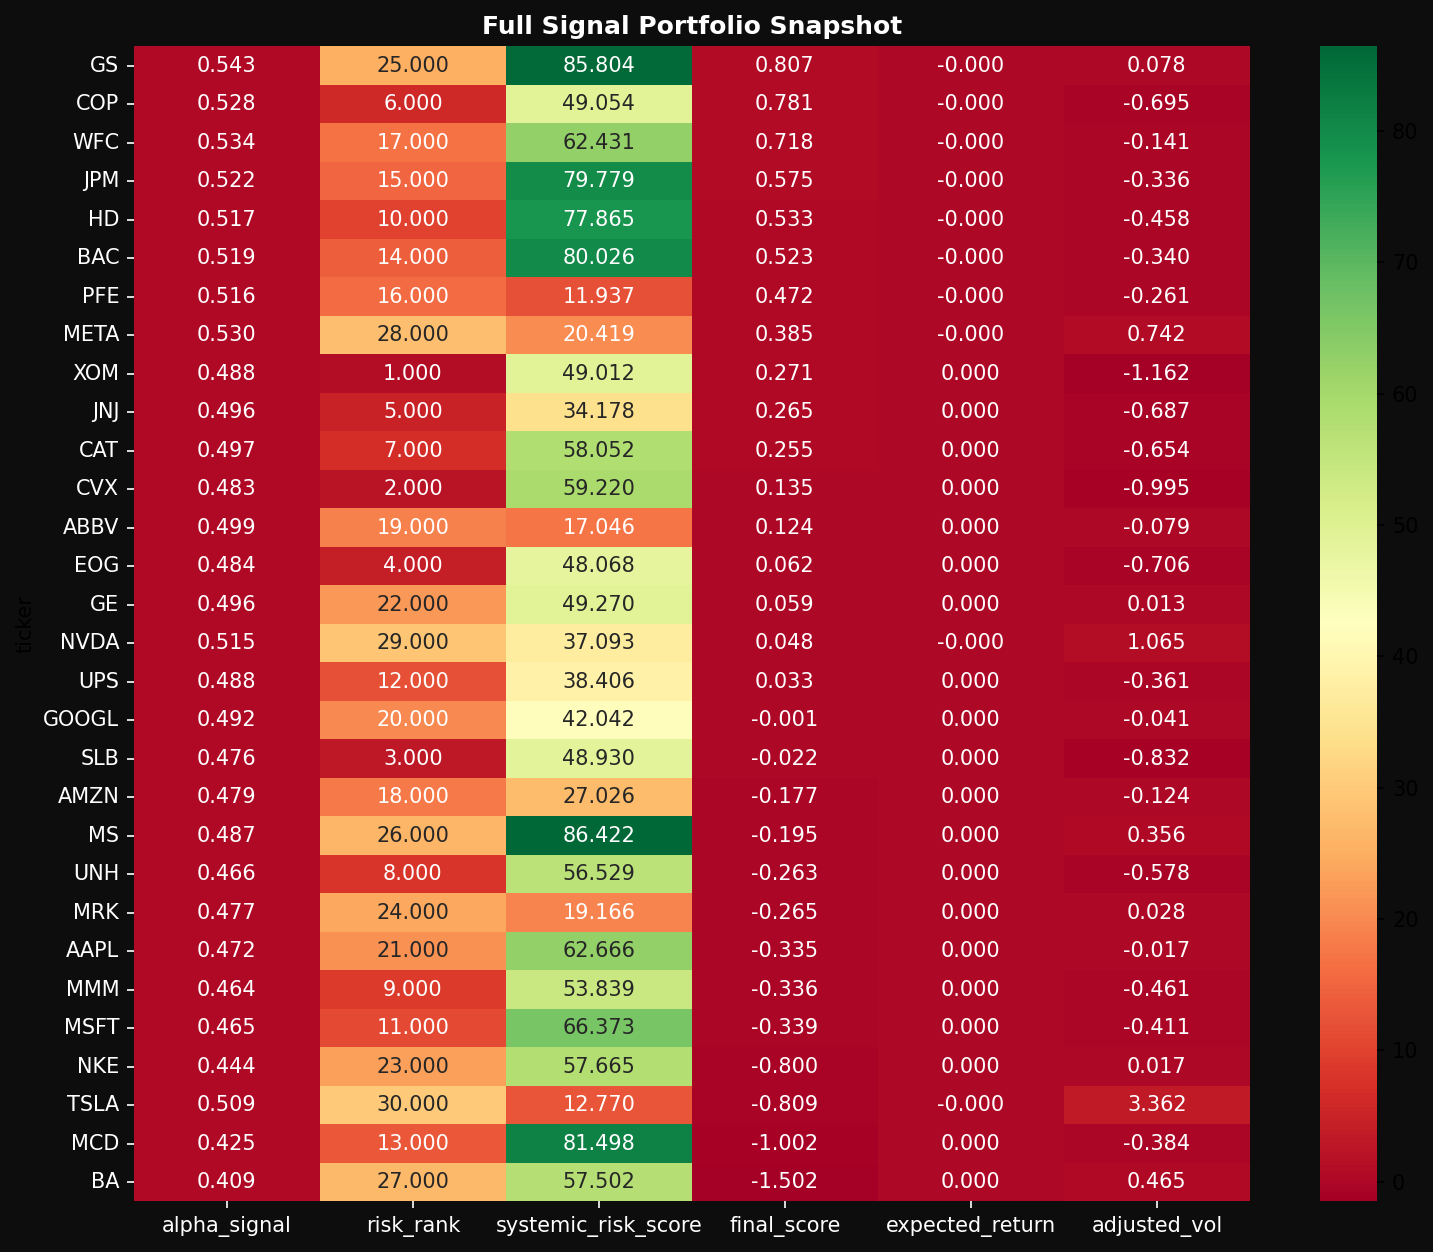 Full Signal Portfolio Snapshot
GS 0.543 25.000 85.804 0.807 -0.000 0.078
COP 0.528 6.000 49.054 0.781 -0.000 -0.695
WFC 0.534 17.000 62.431 0.718 -0.000 -0.141
JPM 0.522 15.000 79.779 0.575 -0.000 -0.336
HD 0.517 10.000 77.865 0.533 -0.000 -0.458
BAC 0.519 14.000 80.026 0.523 -0.000 -0.340
PFE 0.516 16.000 11.937 0.472 -0.000 -0.261
META 0.530 28.000 20.419 0.385 -0.000 0.742
XOM 0.488 1.000 49.012 0.271 0.000 -1.162
JNJ 0.496 5.000 34.178 0.265 0.000 -0.687
CAT 0.497 7.000 58.052 0.255 0.000 -0.654
CVX 0.483 2.000 59.220 0.135 0.000 -0.995
ABBV 0.499 19.000 17.046 0.124 0.000 -0.079
EOG 0.484 4.000 48.068 0.062 0.000 -0.706
GE 0.496 22.000 49.270 0.059 0.000 0.013
NVDA 0.515 29.000 37.093 0.048 -0.000 1.065
UPS 0.488 12.000 38.406 0.033 0.000 -0.361
GOOGL 0.492 20.000 42.042 -0.001 0.000 -0.041
SLB 0.476 3.000 48.930 -0.022 0.000 -0.832
AMZN 0.479 18.000 27.026 -0.177 0.000 -0.124
MS 0.487 26.000 86.422 -0.195 0.000 0.356
UNH 0.466 8.000 56.529 -0.263 0.000 -0.578
MRK 0.477 24.000 19.166 -0.265 0.000 0.028
AAPL 0.472 21.000 62.666 -0.335 0.000 -0.017
MMM 0.464 9.000 53.839 -0.336 0.000 -0.461
MSFT 0.465 11.000 66.373 -0.339 0.000 -0.411
NKE 0.444 23.000 57.665 -0.800 0.000 0.017
TSLA 0.509 30.000 12.770 -0.809 -0.000 3.362
MCD 0.425 13.000 81.498 -1.002 0.000 -0.384
BA 0.409 27.000 57.502 -1.502 0.000 0.465
alpha_signal risk_rank systemic_risk_score final_score expected_return adjusted_vol
ticker
80
70
60
50
40
30
20
10
0